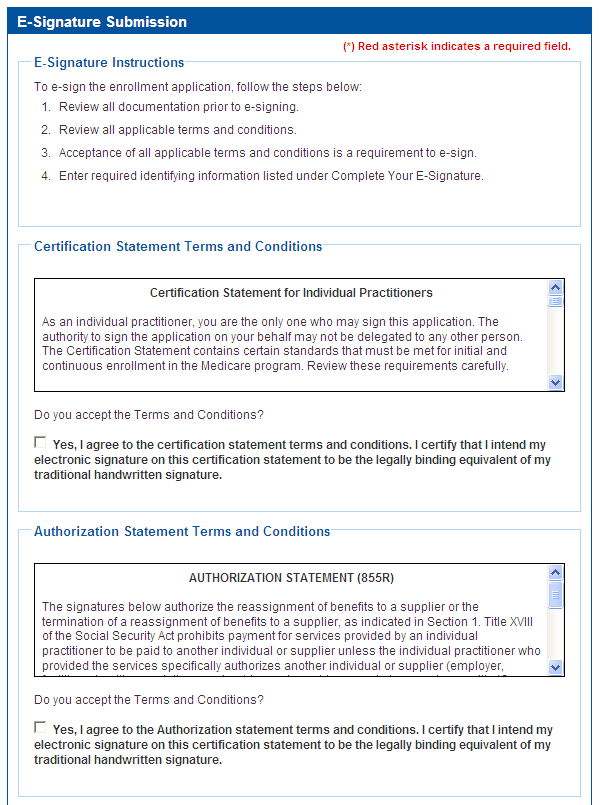 E-Signature Submission
(*) Red asterisk indicates a required field.
E-Signature Instructions
To e-sign the enrollment application, follow the steps below:
1. Review all documentation prior to e-signing.
2. Review all applicable terms and conditions.
3. Acceptance of all applicable terms and conditions is a requirement to e-sign.
4. Enter required identifying information listed under Complete Your E-Signature.
Certification Statement Terms and Conditions
Certification Statement for Individual Practitioners
As an individual practitioner, you are the only one who may sign this application. The
authority to sign the application on your behalf may not be delegated to any other person.
The Certification Statement contains certain standards that must be met for initial and
continuous enrollment in the Medicare program. Review these requirements carefully.
Do you accept the Terms and Conditions?
Yes, I agree to the certification statement terms and conditions. I certify that I intend my
electronic signature on this certification statement to be the legally binding equivalent of my
traditional handwritten signature.
Authorization Statement Terms and Conditions
AUTHORIZATION STATEMENT (855R)
The signatures below authorize the reassignment of benefits to a supplier or the
termination of a reassignment of benefits to a supplier, as indicated in Section 1. Title XVIII
of the Social Security Act prohibits payment for services provided by an individual
practitioner to be paid to another individual or supplier unless the individual practitioner who
provided the services specifically authorizes another individual or supplier (employer,
Do you accept the Terms and Conditions?
Yes, I agree to the Authorization statement terms and conditions. I certify that I intend my
electronic signature on this certification statement to be the legally binding equivalent of my
traditional handwritten signature.